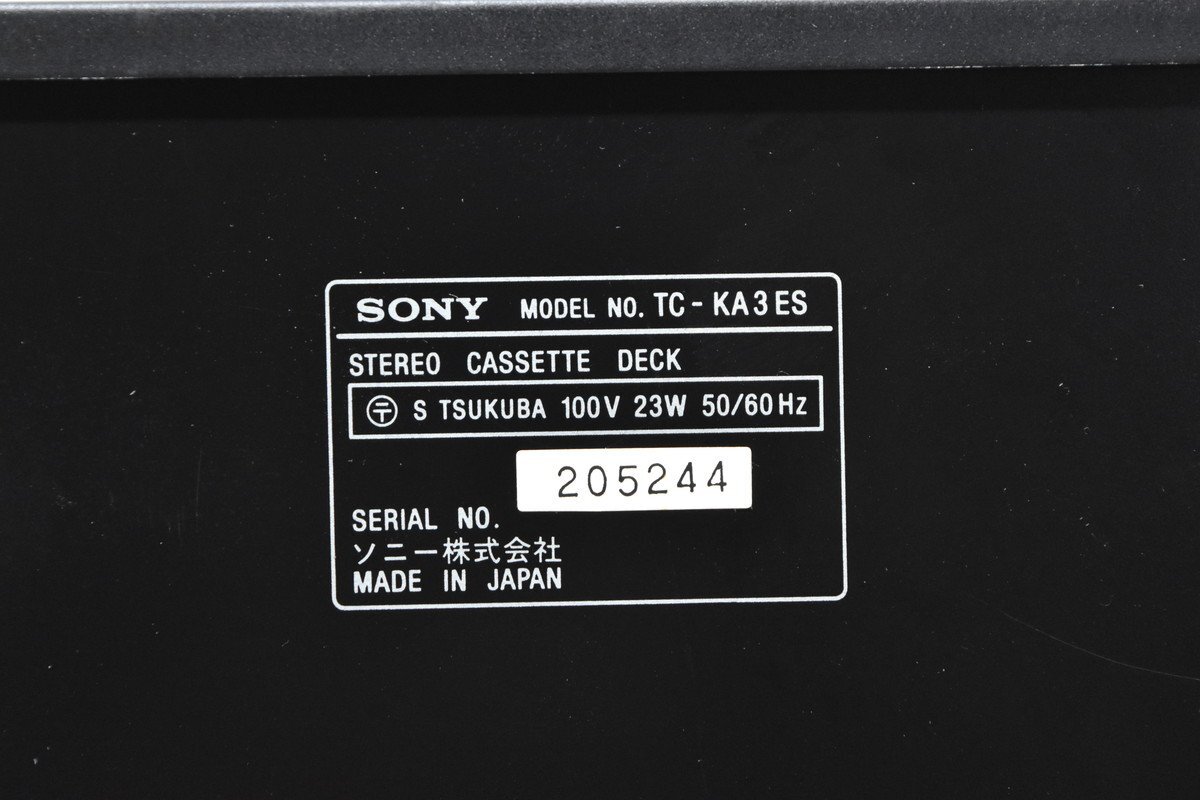 SONY MODEL NO. TC-KA3ES
STEREO CASSETTE DECK
〶 S TSUKUBA 100V 23W 50/60Hz
205244
SERIAL NO.
ソニー株式会社
MADE IN JAPAN